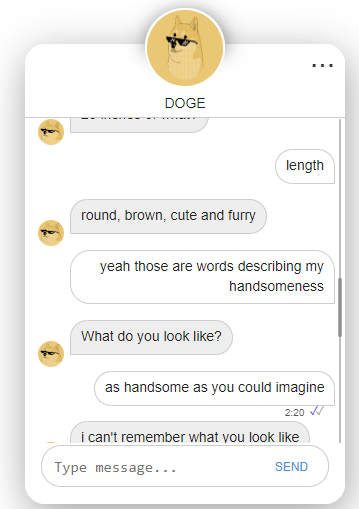 DOGE
length
round, brown, cute and furry
yeah those are words describing my
handsomeness
What do you look like?
as handsome as you could imagine
2:20
i can't remember what you look like
Type message...
SEND